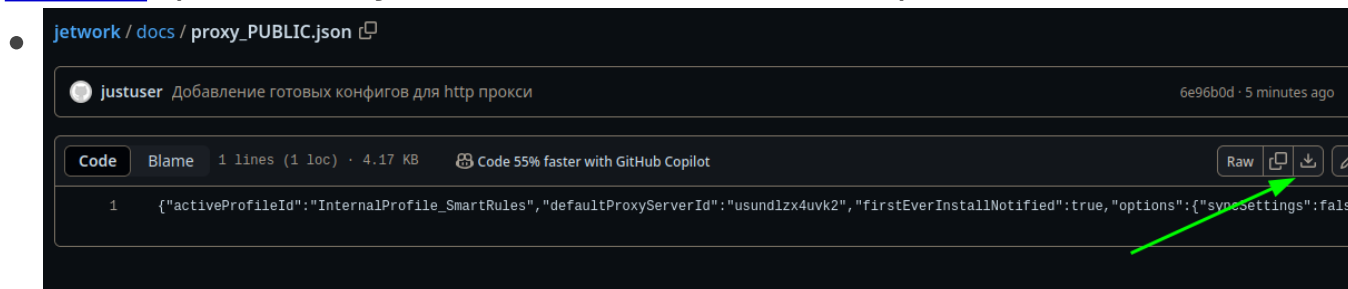 jetwork / docs / proxy_PUBLIC.json
justuser Добавление готовых конфигов для http прокси 6e96b0d · 5 minutes ago
Code Blame 1 lines (1 loc) · 4.17 KB Code 55% faster with GitHub Copilot Raw
1 {"activeProfileId":"InternalProfile_SmartRules","defaultProxyServerId":"usundlzx4uvk2","firstEverInstallNotified":true,"options":{"syncSettings":fals